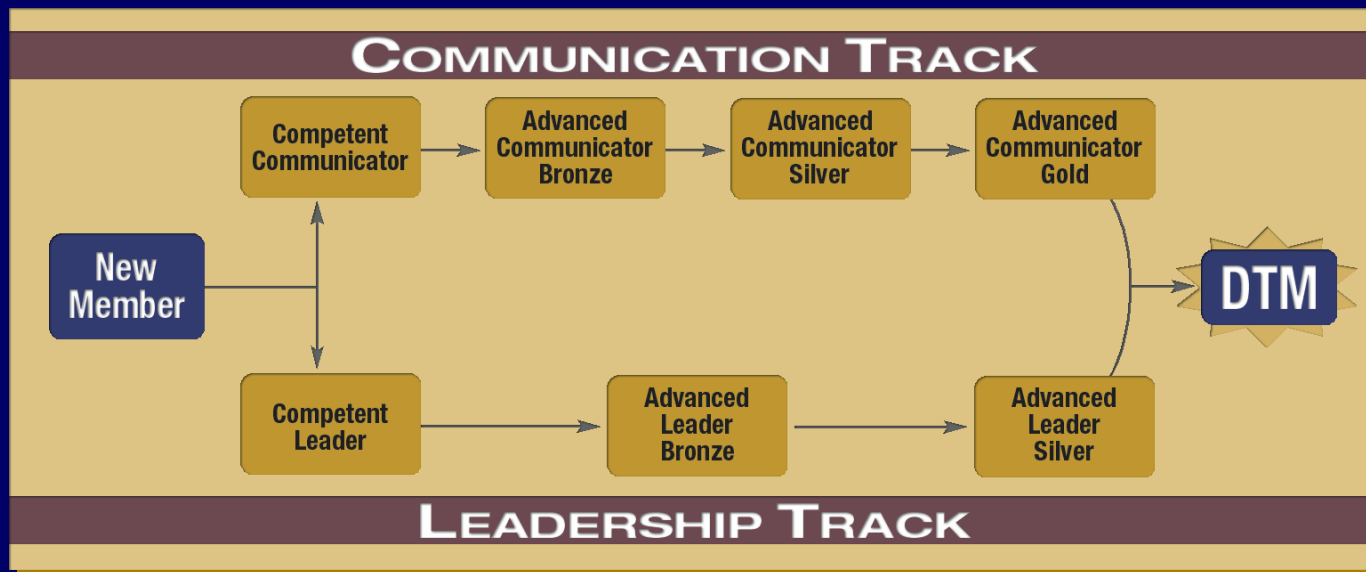 COMMUNICATION TRACK
Competent
Communicator
Advanced
Communicator
Bronze
Advanced
Communicator
Silver
Advanced
Communicator
Gold
New
Member
DTM
Competent
Leader
Advanced
Leader
Bronze
Advanced
Leader
Silver
LEADERSHIP TRACK